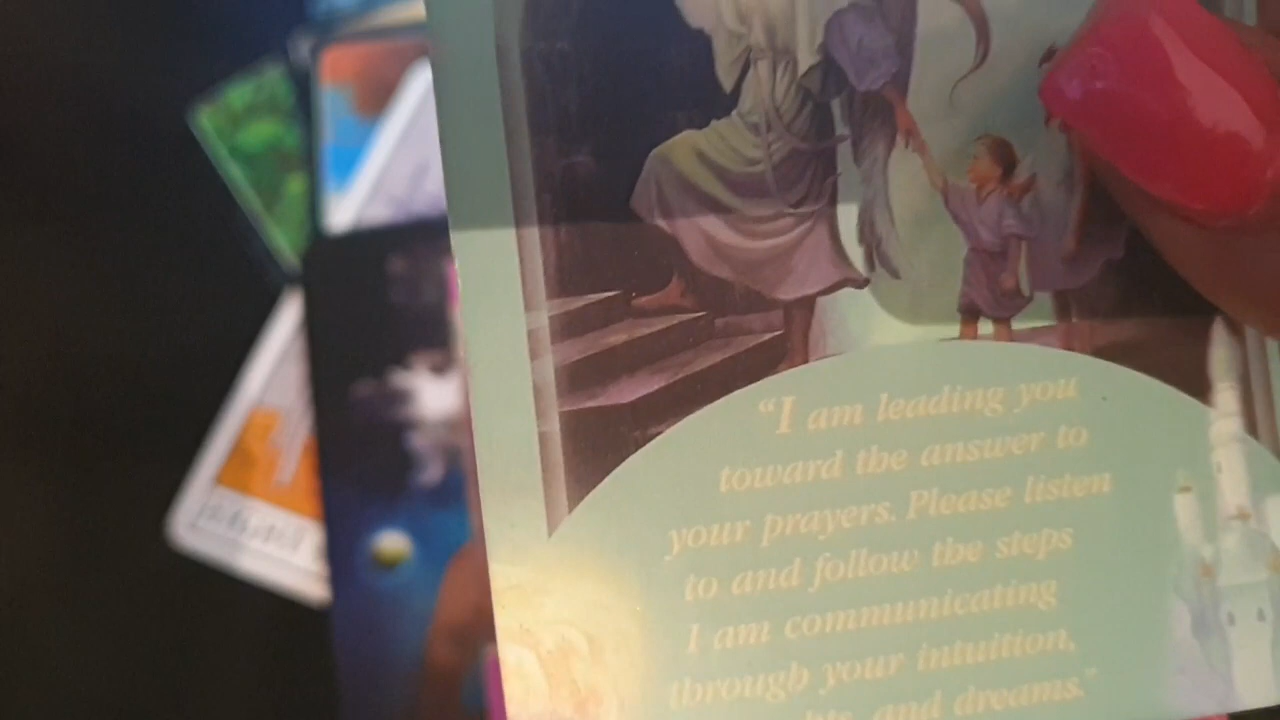 "I am leading you
toward the answer to
your prayers. Please listen
to and follow the steps
I am communicating
through your intuition,
and dreams."